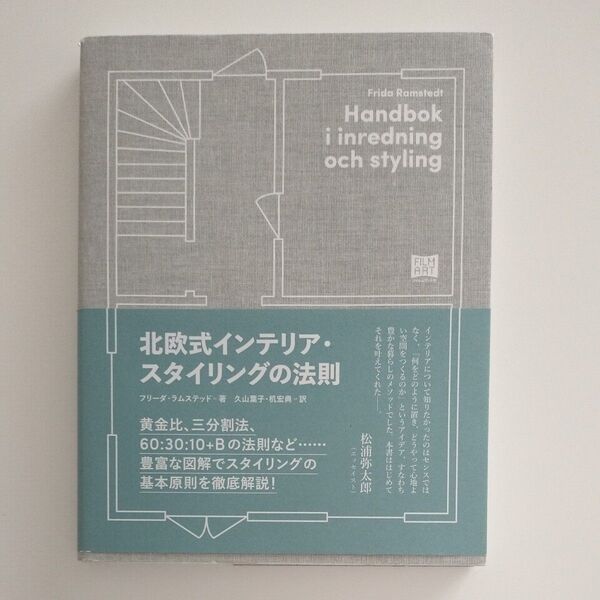 Frida Ramstedt
Handbok
i inredning
och styling
FILM
ART
北欧式インテリア・
スタイリングの法則
フリーダ・ラムステッド＝著　久山葉子・机宏典＝訳
黄金比、三分割法、
60:30:10+Bの法則など……
豊富な図解でスタイリングの
基本原則を徹底解説！
インテリアについて知りたかったのはセンスでは
なく、「何をどのように置き、どうやって心地よ
い空間をつくるのか」というアイデア、すなわち
豊かな暮らしのメソッドでした。本書ははじめて
それを叶えてくれた――。
松浦弥太郎
（エッセイスト）